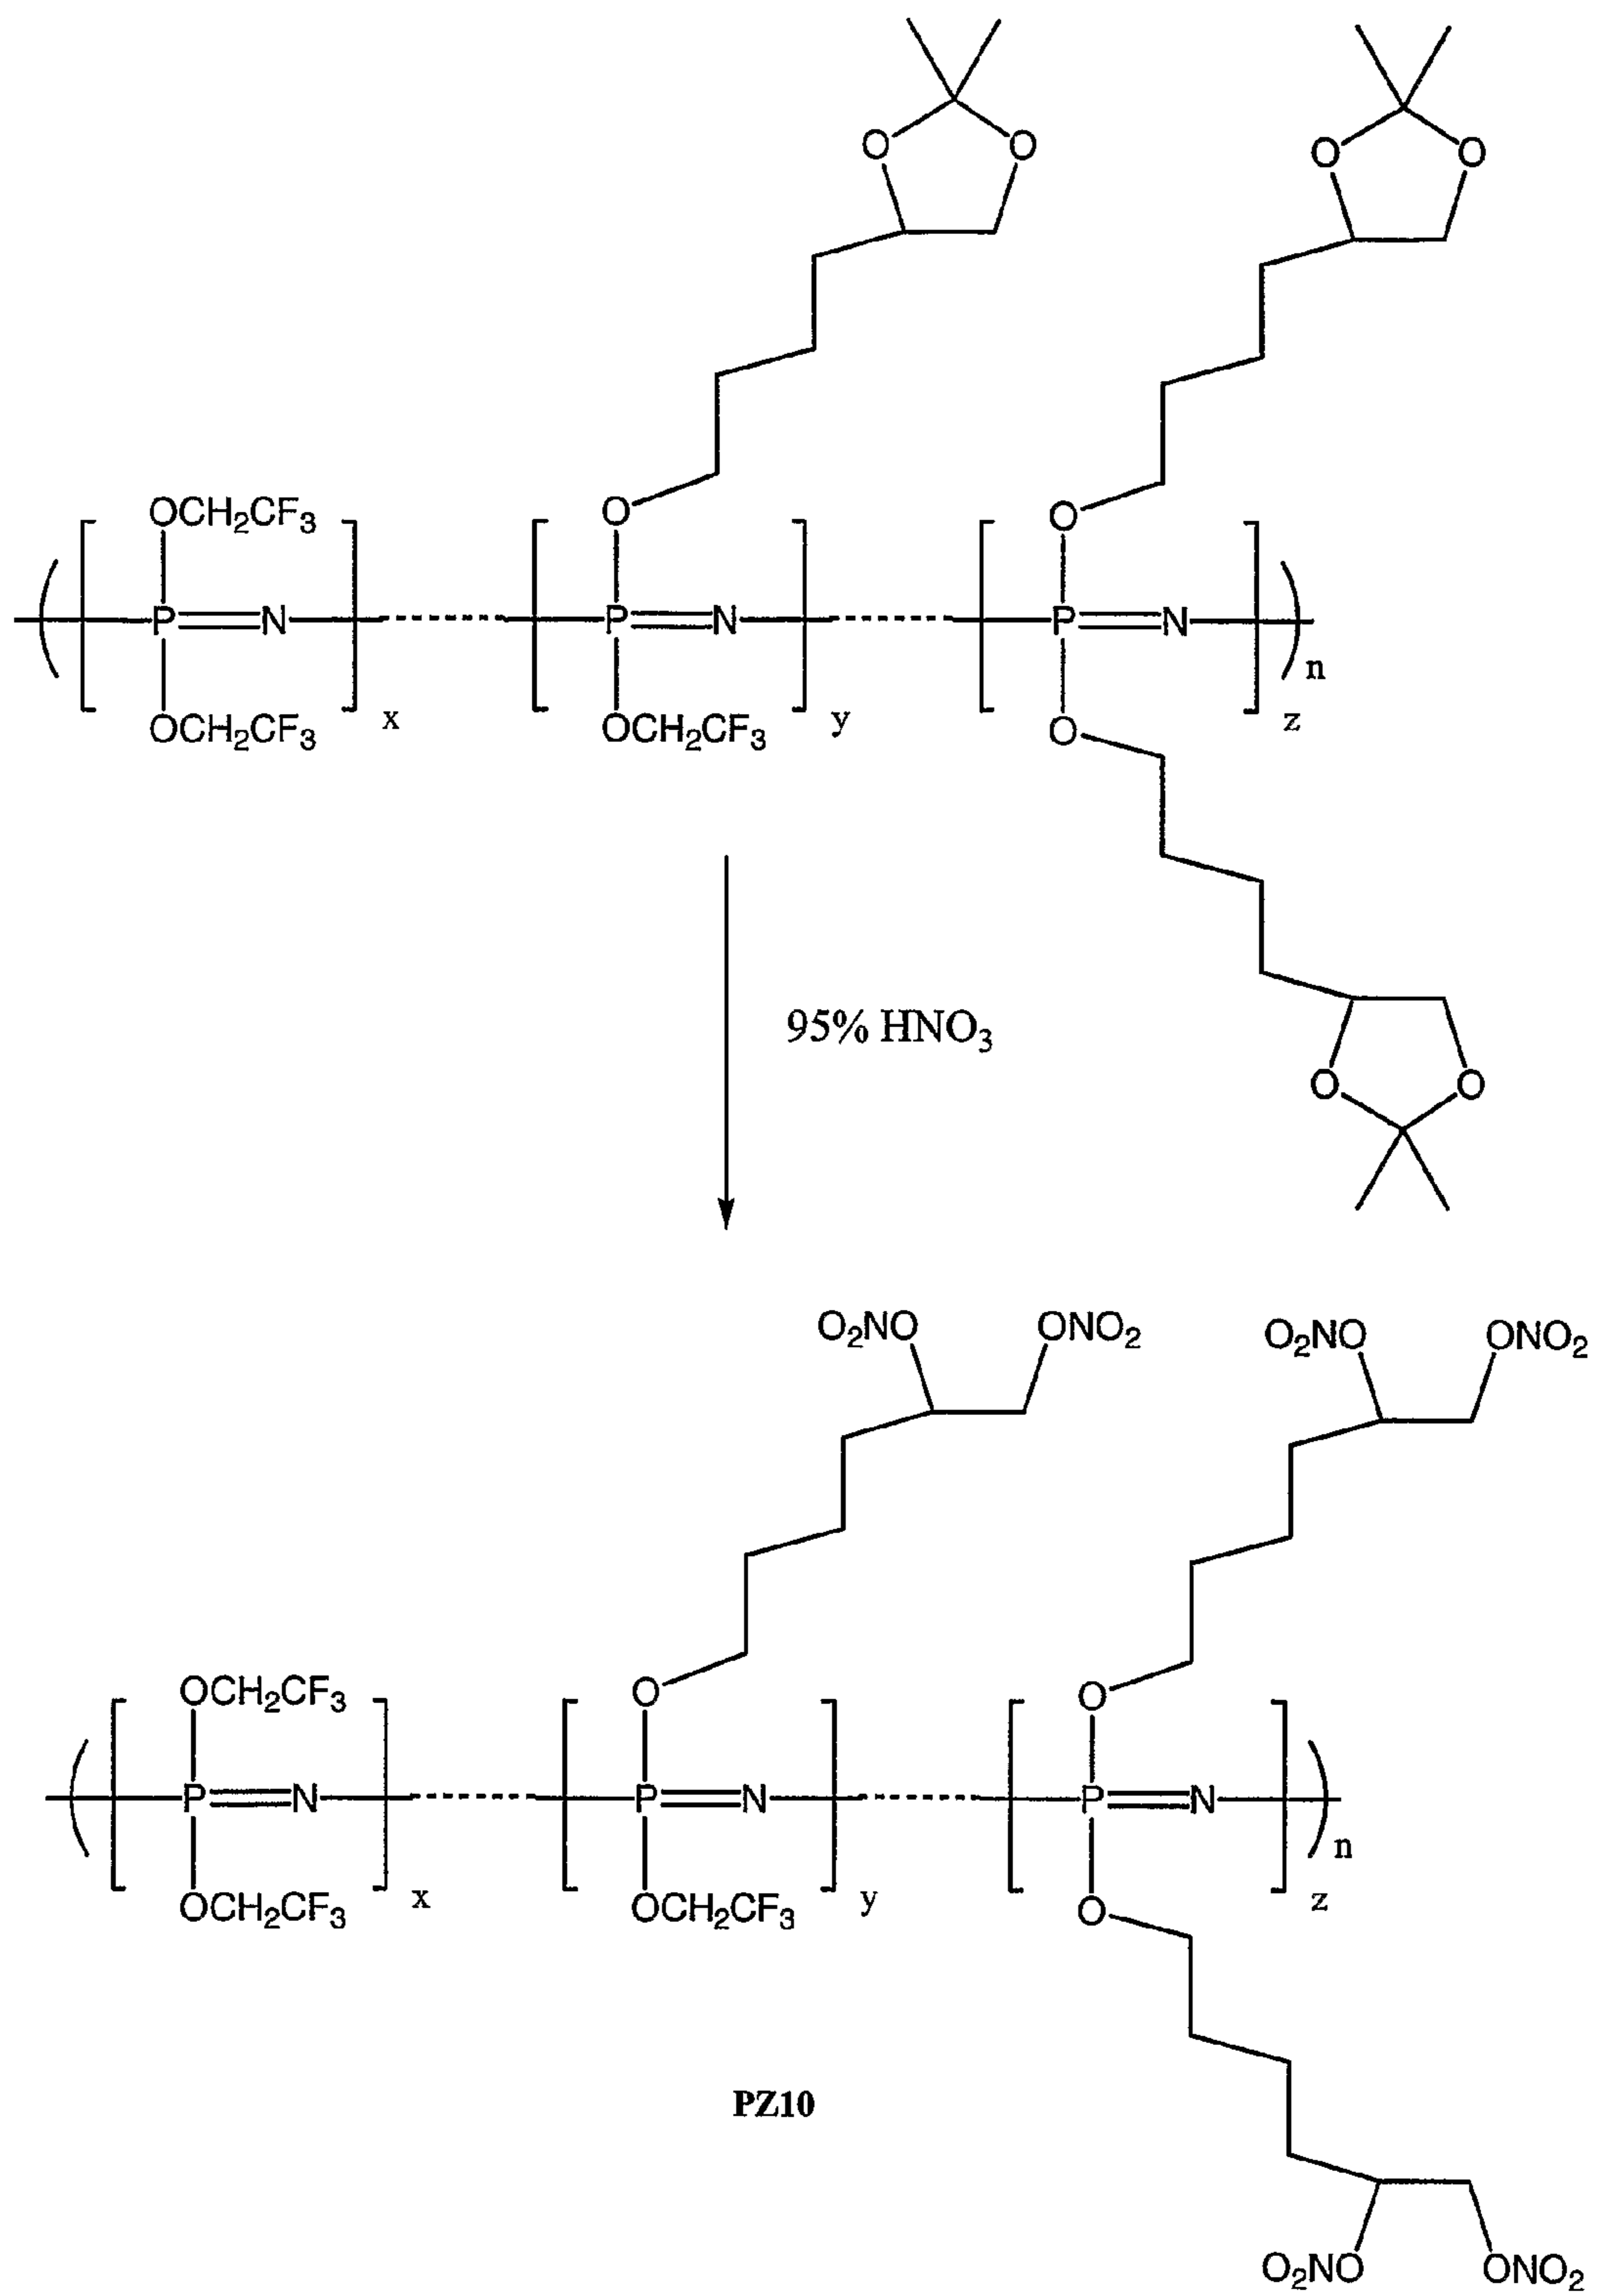 O O O O
O O
OCH₂CF₃
P N P N P N
n
OCH₂CF₃ x OCH₂CF₃ y O z
95% HNO₃
O O
O₂NO ONO₂ O₂NO ONO₂
OCH₂CF₃ O O
P N P N P N
n
OCH₂CF₃ x OCH₂CF₃ y O z
PZ10
O₂NO ONO₂